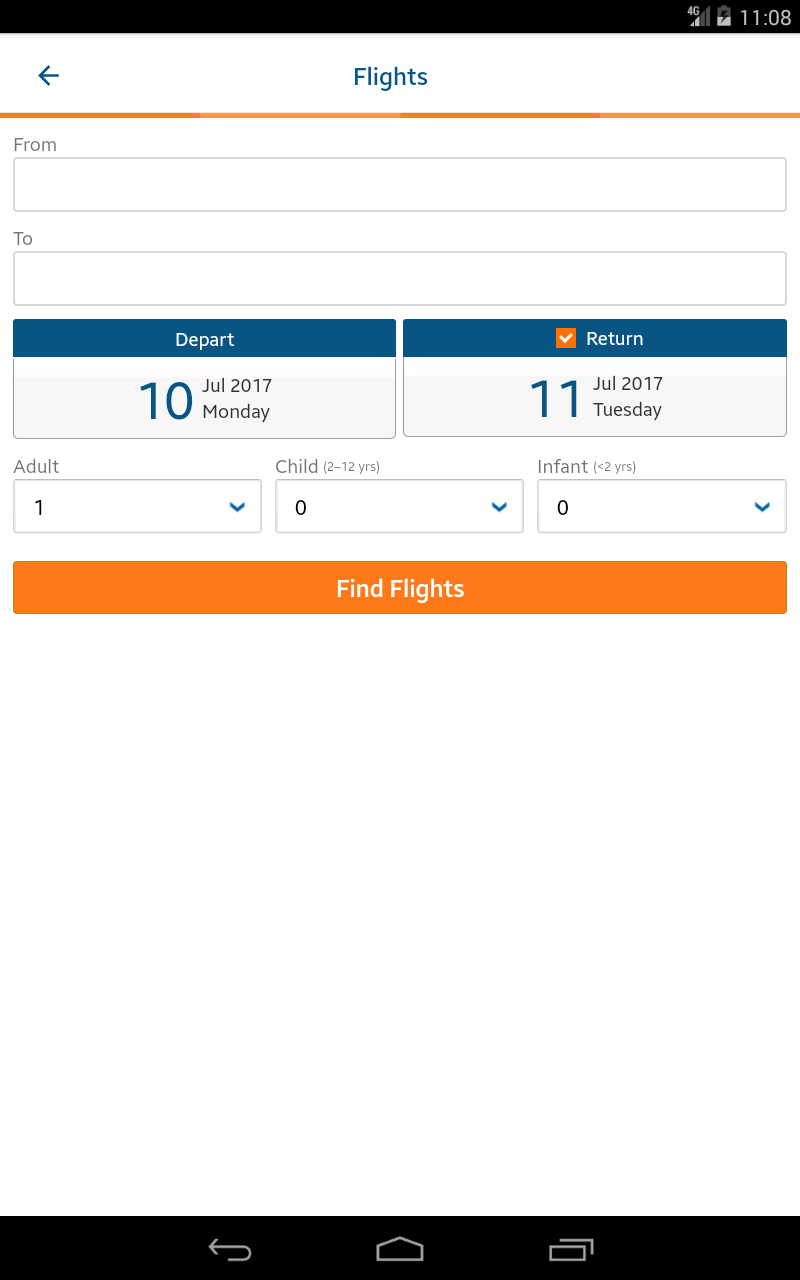 4G 11:08
Flights
From
To
Depart
Return
10 Jul 2017 Monday
11 Jul 2017 Tuesday
Adult
Child (2–12 yrs)
Infant (<2 yrs)
1
0
0
Find Flights